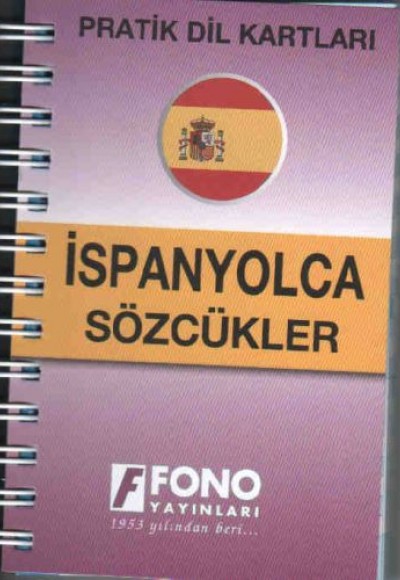 PRATİK DİL KARTLARI
İSPANYOLCA
SÖZCÜKLER
F FONO
YAYINLARI
1953 yılından beri...